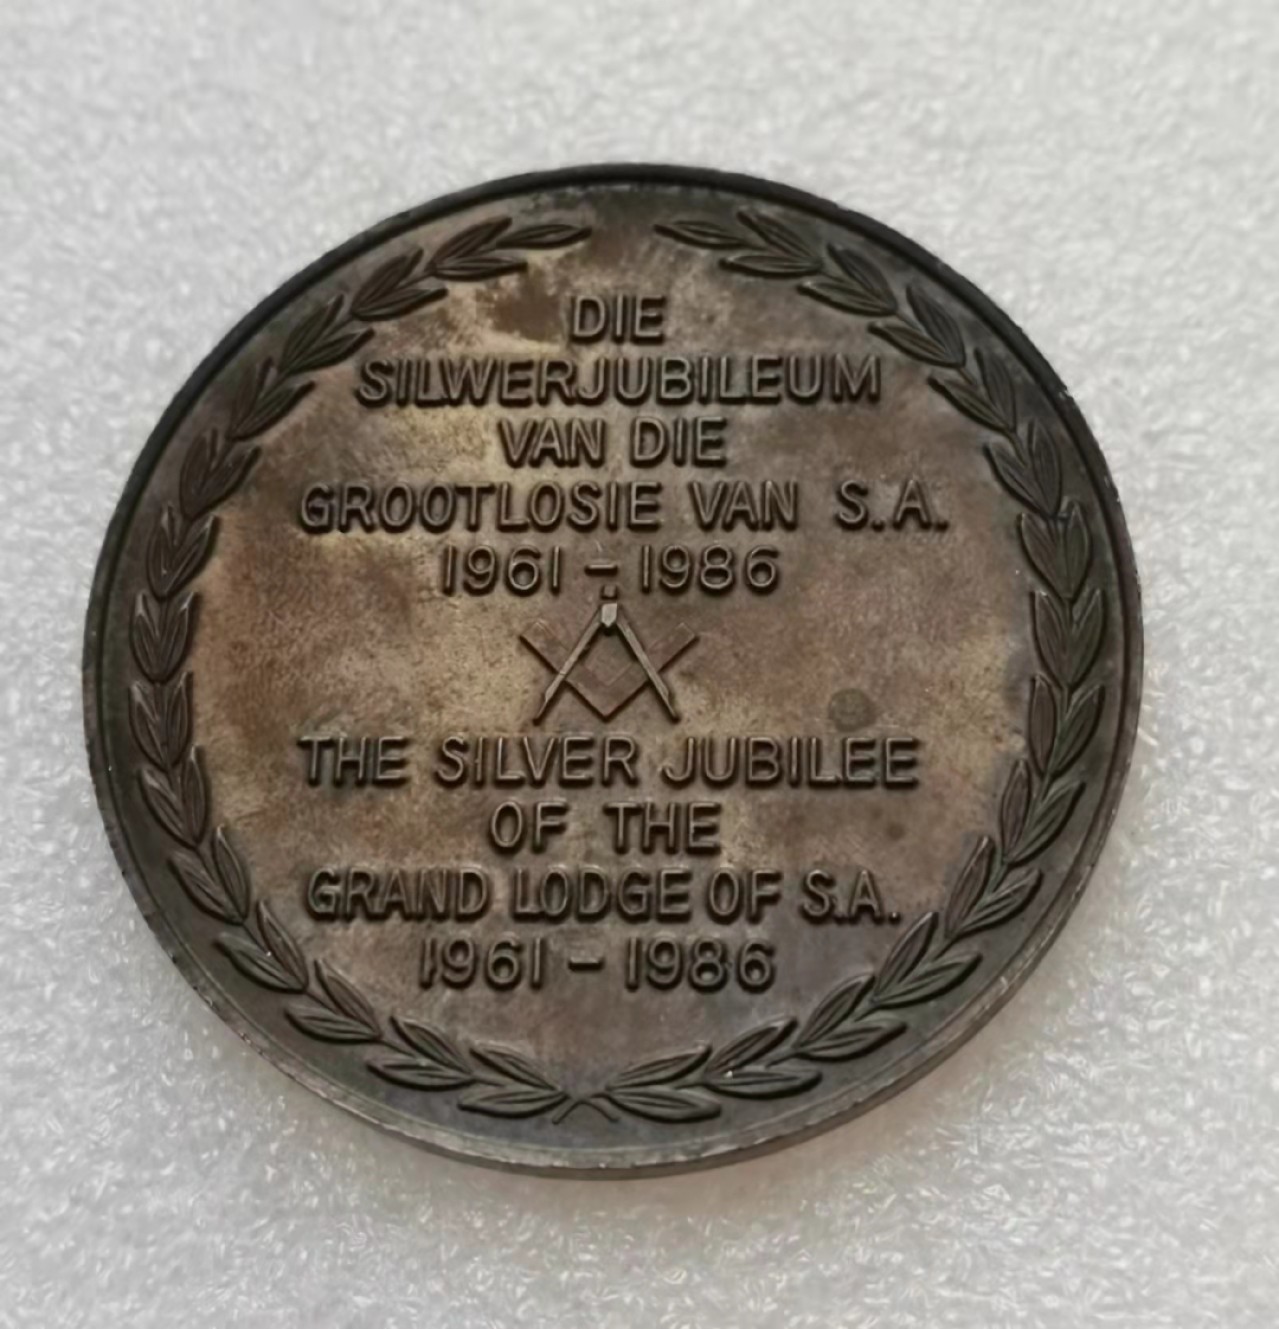 DIE
SILWERJUBILEUM
VAN DIE
GROOTLOSIE VAN S.A.
1961 - 1986
THE SILVER JUBILEE
OF THE
GRAND LODGE OF S.A.
1961 - 1986